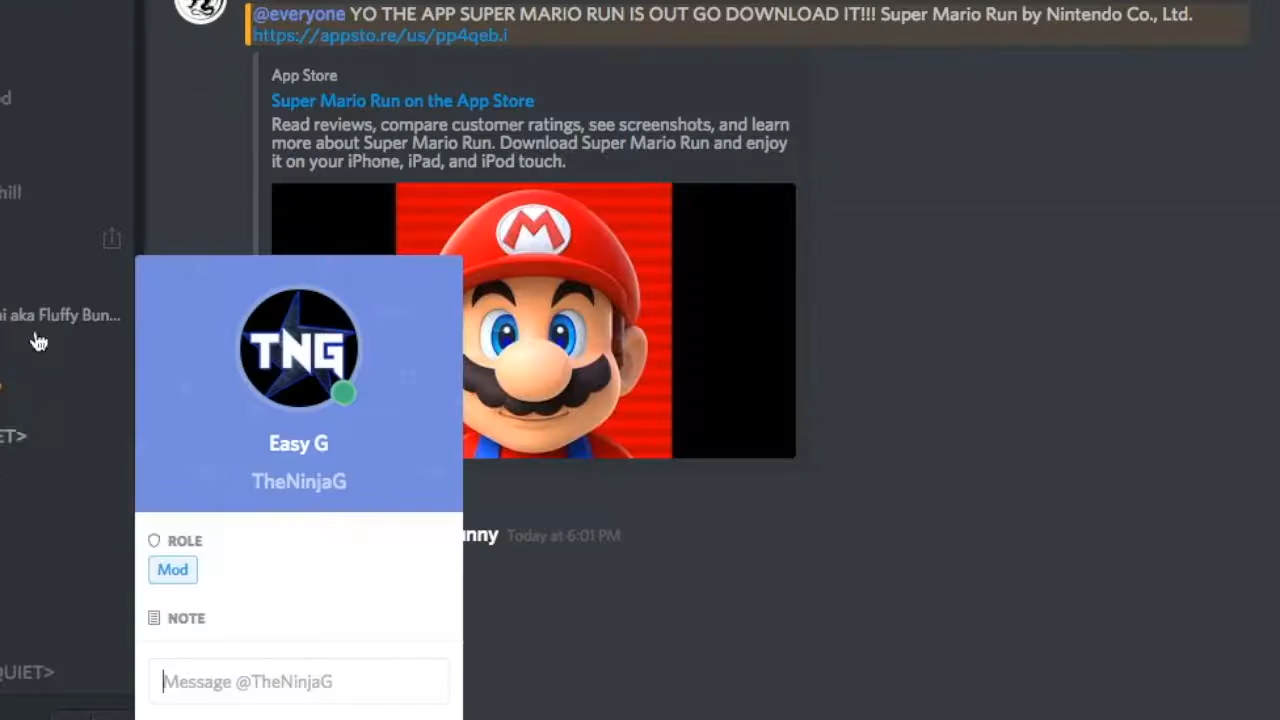 @everyone YO THE APP SUPER MARIO RUN IS OUT GO DOWNLOAD IT!!! Super Mario Run by Nintendo Co., Ltd.
https://appsto.re/us/pp4qeb.i
App Store
Super Mario Run on the App Store
Read reviews, compare customer ratings, see screenshots, and learn
more about Super Mario Run. Download Super Mario Run and enjoy
it on your iPhone, iPad, and iPod touch.
M
hill
aka Fluffy Bun...
ET>
QUIET>
TNG
Easy G
TheNinjaG
ROLE
Mod
NOTE
Message @TheNinjaG
unny Today at 6:01 PM